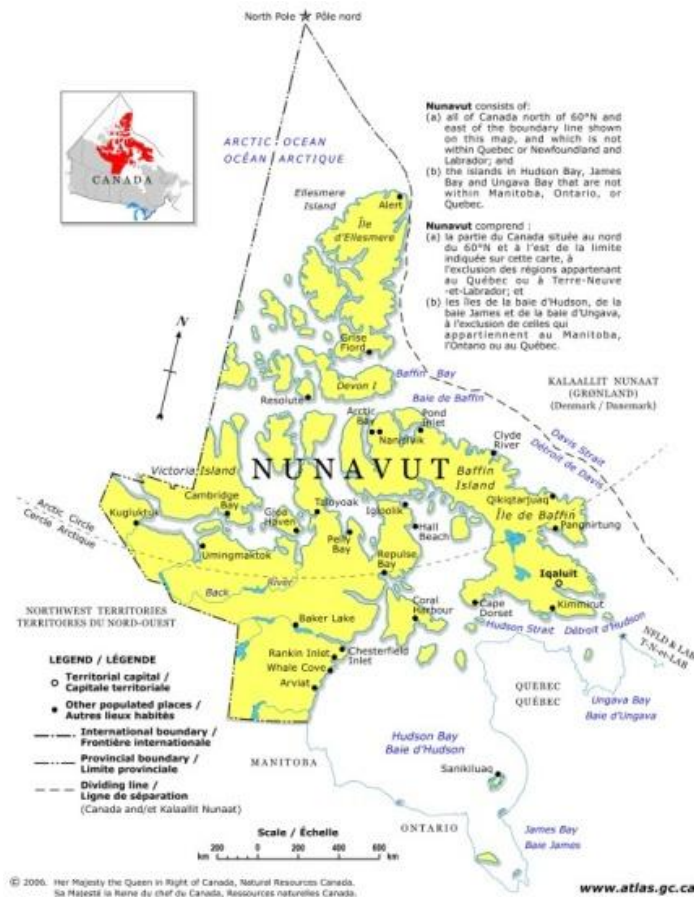 North Pole ☆ Pôle nord
ARCTIC OCEAN
OCÉAN ARCTIQUE
CANADA
Nunavut consists of:
(a) all of Canada north of 60°N and
east of the boundary line shown
on this map, and which is not
within Quebec or Newfoundland and
Labrador; and
(b) the islands in Hudson Bay, James
Bay and Ungava Bay that are not
within Manitoba, Ontario, or
Quebec.
Nunavut comprend :
(a) la partie du Canada située au nord
du 60°N et à l'est de la limite
indiquée sur cette carte, à
l'exclusion des régions appartenant
au Québec ou à Terre-Neuve
-et-Labrador; et
(b) les îles de la baie d'Hudson, de la
baie James et de la baie d'Ungava,
à l'exclusion de celles qui
appartiennent au Manitoba,
l'Ontario ou au Québec.
Ellesmere
Island
Alert
Île
d'Ellesmere
N
Grise
Fiord
Devon I
Baffin Bay
Baie de Baffin
KALAALLIT NUNAAT
(GRØNLAND)
(Denmark / Danemark)
Resolute
Arctic
Bay
Nanisivik
Pond
Inlet
Clyde
River
Davis Strait
Détroit de Davis
Victoria Island
NUNAVUT
Baffin
Island
Qikiqtarjuaq
Île de Baffin
Pangnirtung
Arctic Circle
Cercle Arctique
Kugluktuk
Cambridge
Bay
Gjoa
Haven
Taloyoak
Igloolik
Hall
Beach
Umingmaktok
Pelly
Bay
Repulse
Bay
Iqaluit
Back River
Coral
Harbour
Cape
Dorset
Kimmirut
NORTHWEST TERRITORIES
TERRITOIRES DU NORD-OUEST
Baker Lake
Hudson Strait Détroit d'Hudson
NFLD & LAB
T-N-et-LAB
Rankin Inlet
Chesterfield
Inlet
Whale Cove
Arviat
QUEBEC
QUÉBEC
Ungava Bay
Baie d'Ungava
LEGEND / LÉGENDE
Territorial capital /
Capitale territoriale
Other populated places /
Autres lieux habités
International boundary /
Frontière internationale
Provincial boundary /
Limite provinciale
Dividing line /
Ligne de séparation
(Canada and/et Kalaallit Nunaat)
Hudson Bay
Baie d'Hudson
MANITOBA
Sanikiluaq
ONTARIO
James Bay
Baie James
Scale / Échelle
200 0 200 400 600
km km
© 2006. Her Majesty the Queen in Right of Canada, Natural Resources Canada.
Sa Majesté la Reine du chef du Canada, Ressources naturelles Canada.
www.atlas.gc.ca